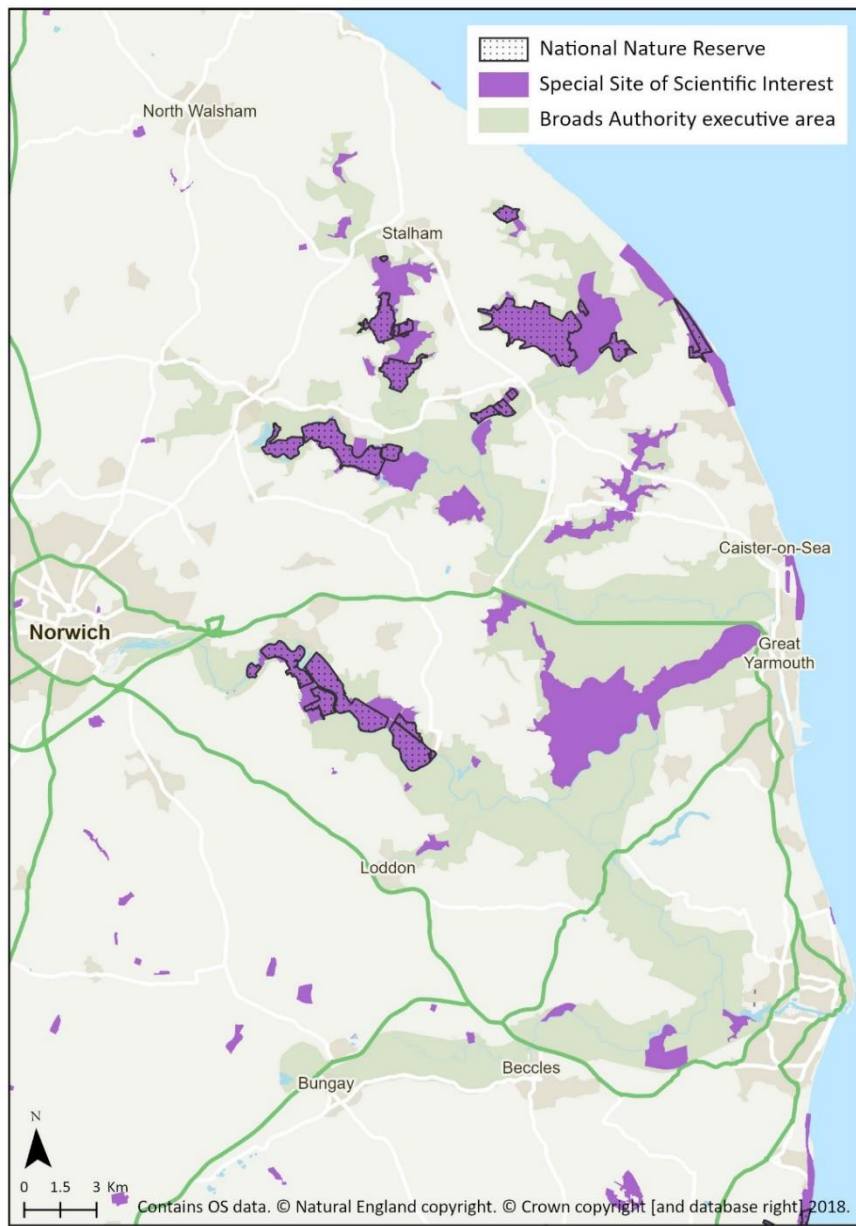 National Nature Reserve
Special Site of Scientific Interest
Broads Authority executive area
North Walsham
Stalham
Caister-on-Sea
Norwich
Great
Yarmouth
Loddon
Beccles
Bungay
N
0 1.5 3 Km
Contains OS data. © Natural England copyright. © Crown copyright [and database right] 2018.